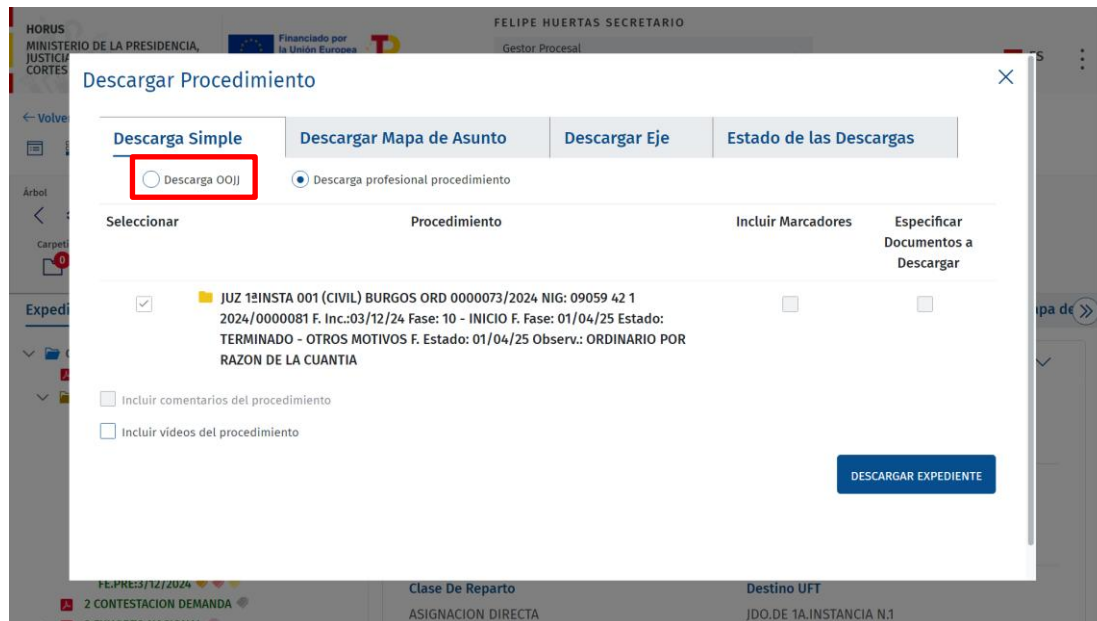 FELIPE HUERTAS SECRETARIO
HORUS
MINISTERIO DE LA PRESIDENCIA,
JUSTICIA
CORTES
Financiado por
la Unión Europea
Gestor Procesal
ES
Descargar Procedimiento
← Volve
Descarga Simple
Descargar Mapa de Asunto
Descargar Eje
Estado de las Descargas
Descarga OOJJ
Descarga profesional procedimiento
Árbol
Seleccionar
Procedimiento
Incluir Marcadores
Especificar
Documentos a
Descargar
Carpeti
0
Expedi
JUZ 1ªINSTA 001 (CIVIL) BURGOS ORD 0000073/2024 NIG: 09059 42 1
2024/0000081 F. Inc.:03/12/24 Fase: 10 - INICIO F. Fase: 01/04/25 Estado:
TERMINADO - OTROS MOTIVOS F. Estado: 01/04/25 Observ.: ORDINARIO POR
RAZON DE LA CUANTIA
apa de
Incluir comentarios del procedimiento
Incluir vídeos del procedimiento
DESCARGAR EXPEDIENTE
FE.PRE:3/12/2024
2 CONTESTACION DEMANDA
Clase De Reparto
Destino UFT
ASIGNACION DIRECTA
JDO.DE 1A.INSTANCIA N.1